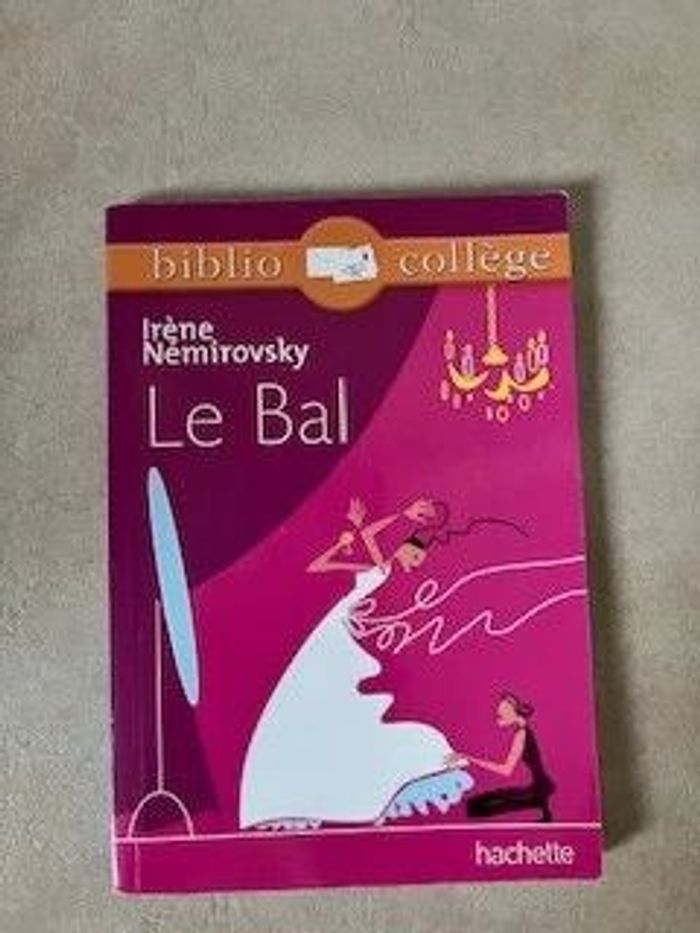 biblio collège
Irène
Némirovsky
Le Bal
hachette